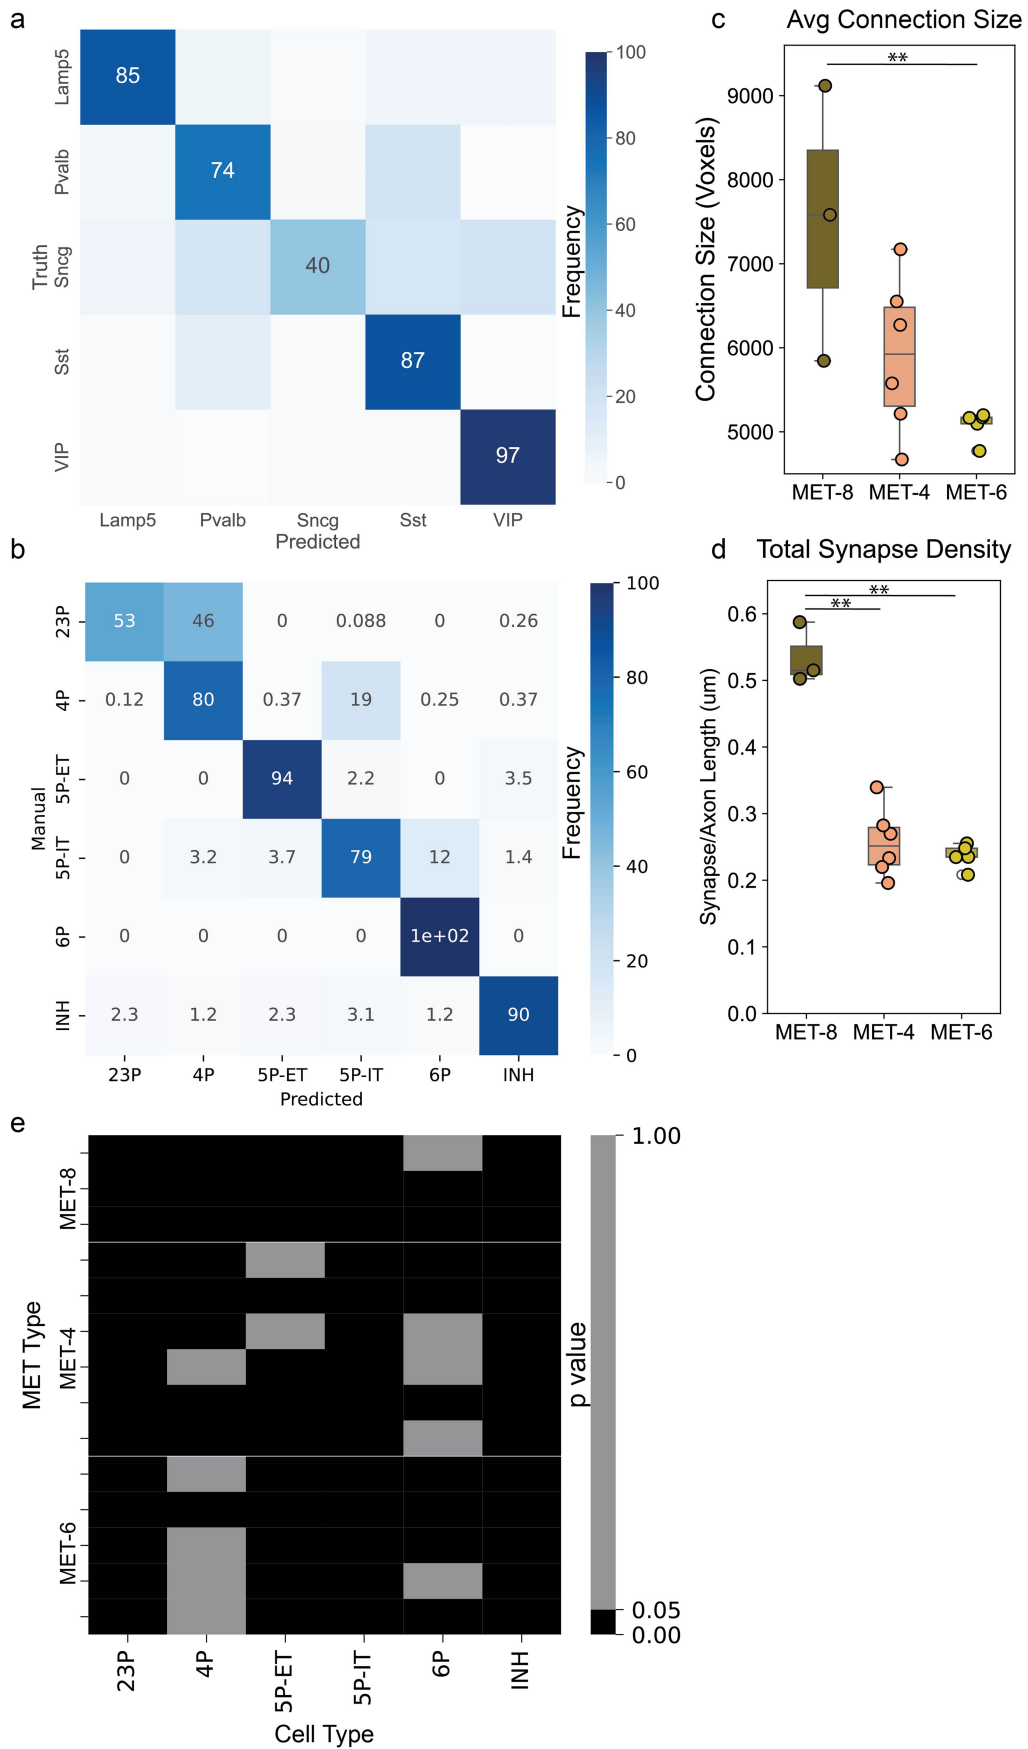 a
Lamp5
Pvalb
Truth
Sncg
Sst
VIP
85
74
40
87
97
Lamp5 Pvalb Sncg Sst VIP
Predicted
100
80
60
40
20
0
Frequency
c Avg Connection Size
**
Connection Size (Voxels)
9000
8000
7000
6000
5000
MET-8 MET-4 MET-6
b
Manual
23P
4P
5P-ET
5P-IT
6P
INH
53 46 0 0.088 0 0.26
0.12 80 0.37 19 0.25 0.37
0 0 94 2.2 0 3.5
0 3.2 3.7 79 12 1.4
0 0 0 0 1e+02 0
2.3 1.2 2.3 3.1 1.2 90
23P 4P 5P-ET 5P-IT 6P INH
Predicted
100
80
60
40
20
0
Frequency
d Total Synapse Density
**
**
Synapse/Axon Length (um)
0.6
0.5
0.4
0.3
0.2
0.1
0.0
MET-8 MET-4 MET-6
e
MET Type
MET-8
MET-4
MET-6
23P 4P 5P-ET 5P-IT 6P INH
Cell Type
p value
1.00
0.05
0.00